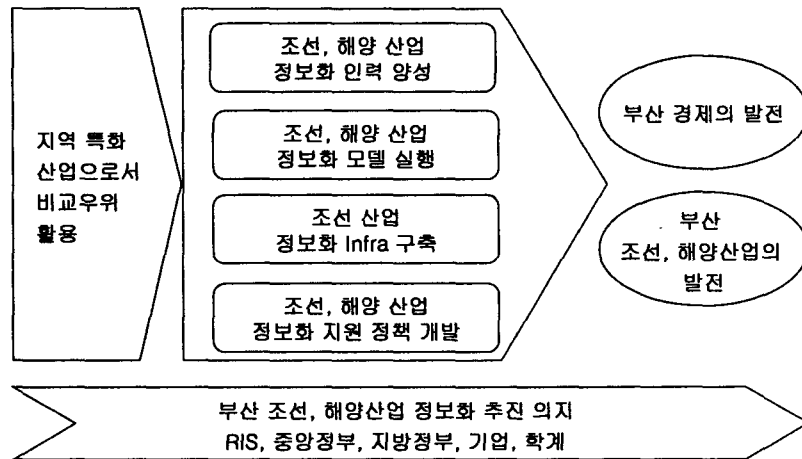 지역 특화
산업으로서
비교우위
활용
조선, 해양 산업
정보화 인력 양성
조선, 해양 산업
정보화 모델 실행
조선 산업
정보화 Infra 구축
조선, 해양 산업
정보화 지원 정책 개발
부산 경제의 발전
부산
조선, 해양산업의
발전
부산 조선, 해양산업 정보화 추진 의지
RIS, 중앙정부, 지방정부, 기업, 학계